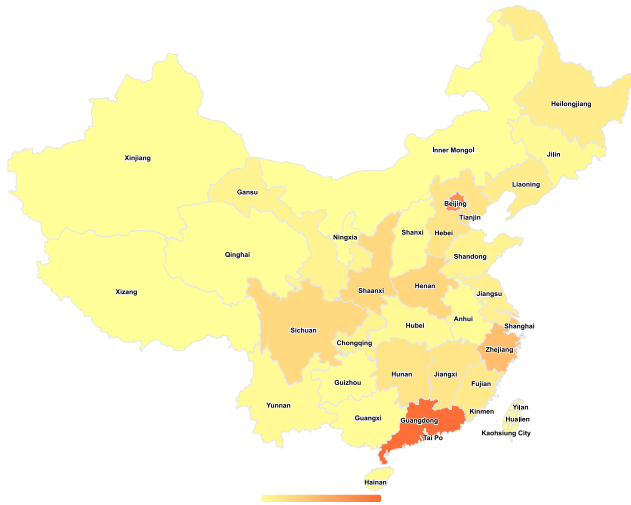 Heilongjiang
Inner Mongol
Jilin
Xinjiang
Liaoning
Gansu
Beijing
Tianjin
Shanxi
Hebei
Ningxia
Qinghai
Shandong
Shaanxi
Henan
Xizang
Jiangsu
Anhui
Shanghai
Hubei
Sichuan
Chongqing
Zhejiang
Hunan
Jiangxi
Guizhou
Fujian
Yunnan
Kinmen
Yilan
Guangxi
Guangdong
Hualien
Kaohsiung City
Tai Po
Hainan